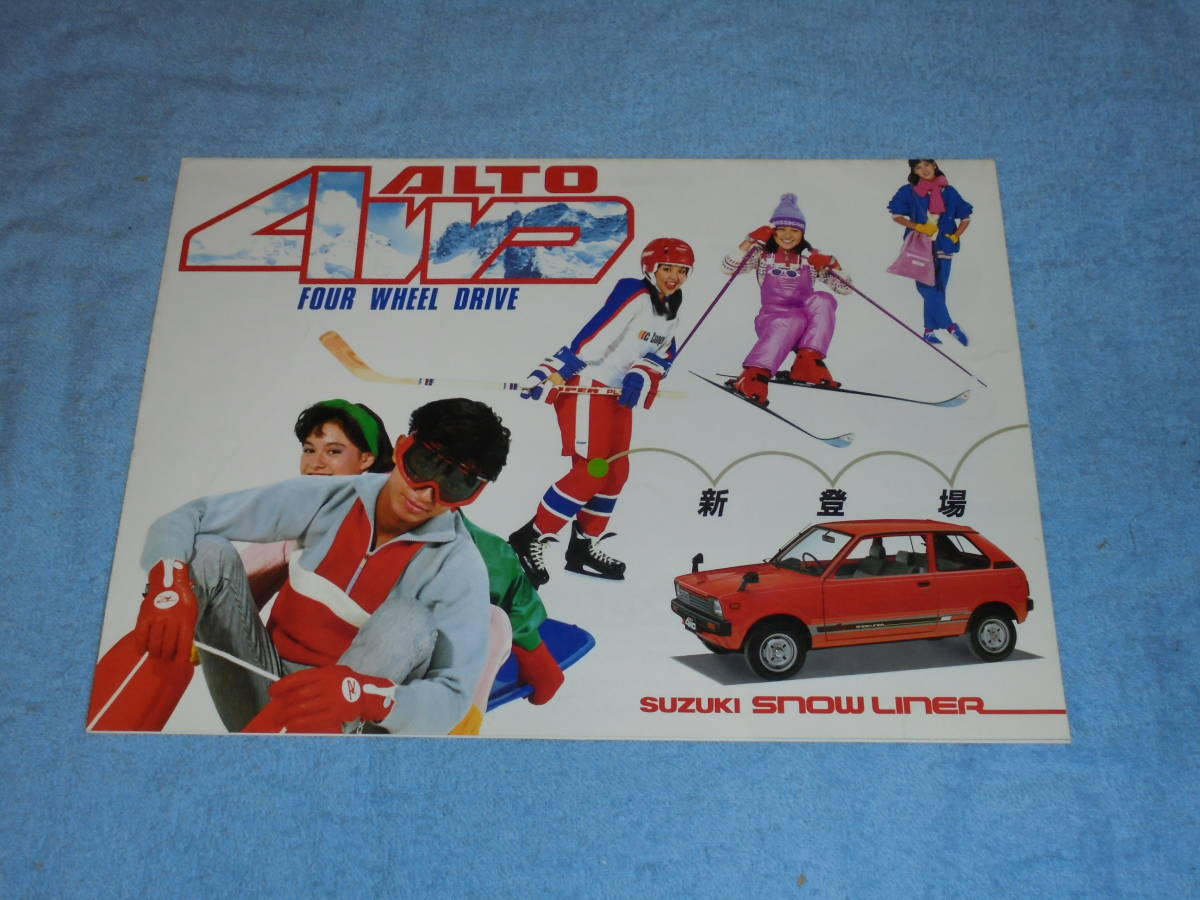 ALTO
4WD
FOUR WHEEL DRIVE
新登場
SUZUKI SNOW LINER